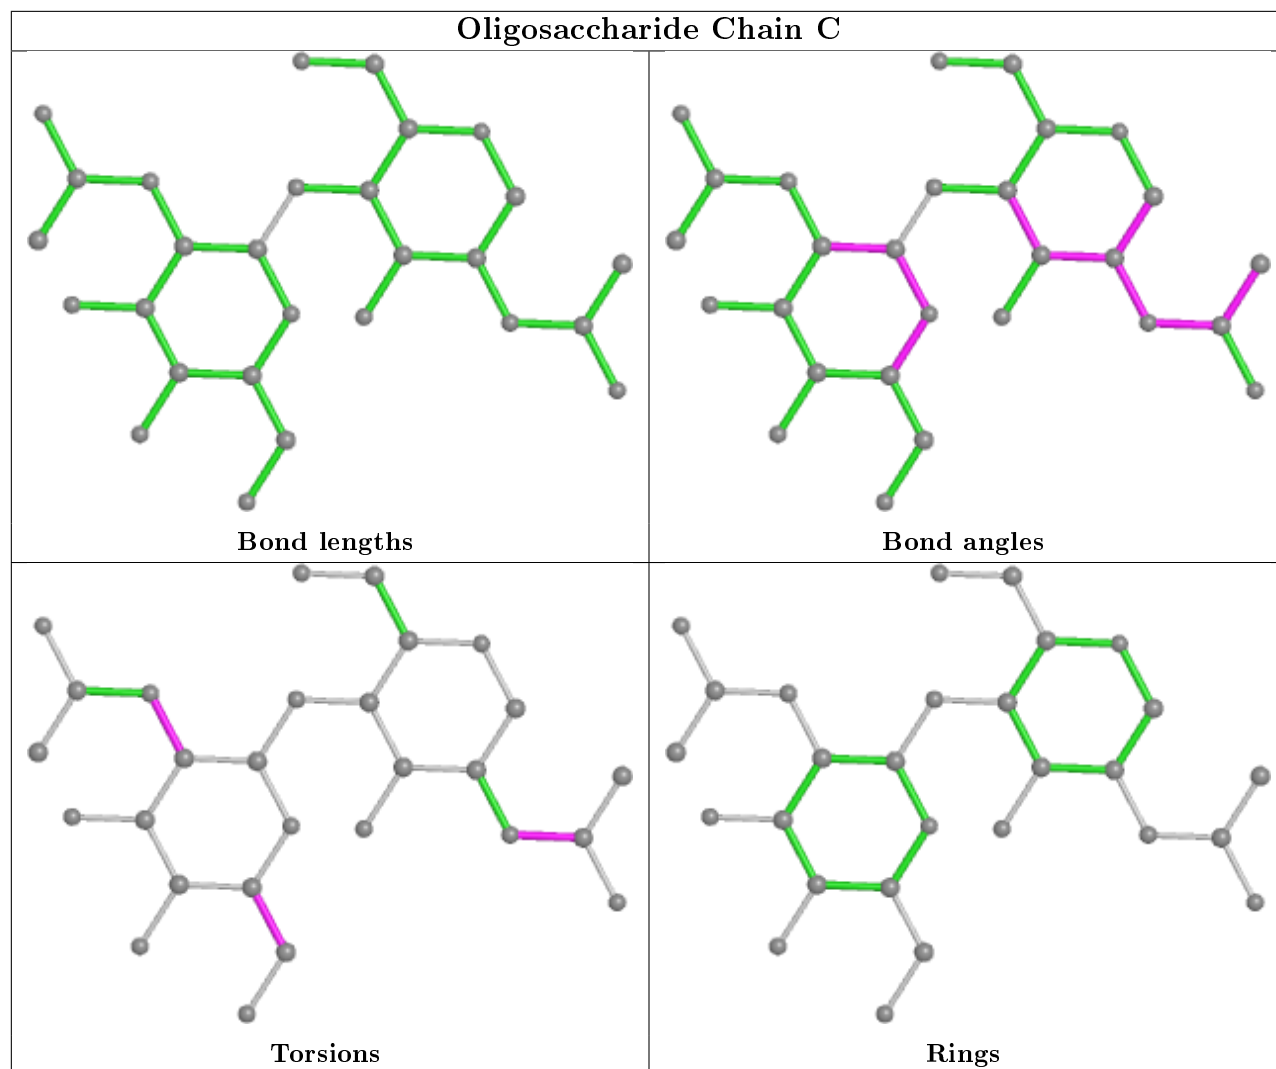 Oligosaccharide Chain C
Bond lengths
Bond angles
Torsions
Rings